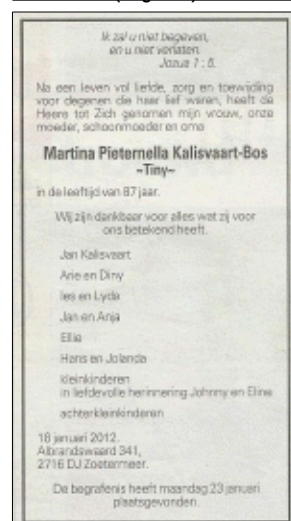 Ik zal u niet begeven,
en u niet verlaten.
Jozua 1 : 5.
Na een leven vol liefde, zorg en toewijding
voor degenen die haar lief waren, heeft de
Heere tot Zich genomen mijn vrouw, onze
moeder, schoonmoeder en oma
Martina Pieternella Kalisvaart-Bos
~Tiny~
in de leeftijd van 87 jaar.
Wij zijn dankbaar voor alles wat zij voor
ons betekend heeft.
Jan Kalisvaart
Arie en Diny
Ies en Lyda
Jan en Anja
Ellie
Hans en Jolanda
kleinkinderen
in liefdevolle herinnering Johnny en Eline
achterkleinkinderen
18 januari 2012.
Albrandswaard 341,
2716 DJ Zoetermeer.
De begrafenis heeft maandag 23 januari
plaatsgevonden.